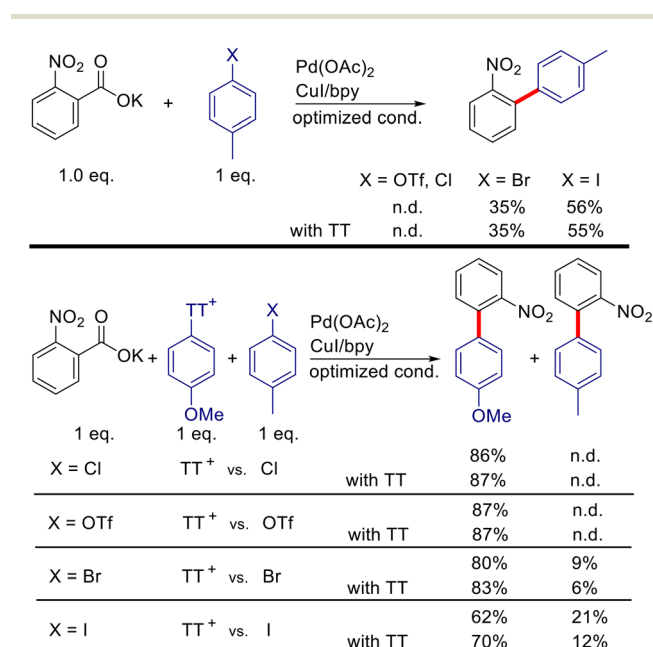 NO2 O OK + X Pd(OAc)2 CuI/bpy optimized cond. NO2
1.0 eq. 1 eq.
X = OTf, Cl X = Br X = I
n.d. 35% 56%
with TT n.d. 35% 55%
NO2 O OK + TT+ OMe + X Pd(OAc)2 CuI/bpy optimized cond. NO2 OMe + NO2
1 eq. 1 eq. 1 eq.
86% n.d.
X = Cl TT+ vs. Cl
with TT 87% n.d.
87% n.d.
X = OTf TT+ vs. OTf
with TT 87% n.d.
80% 9%
X = Br TT+ vs. Br
with TT 83% 6%
62% 21%
X = I TT+ vs. I
with TT 70% 12%